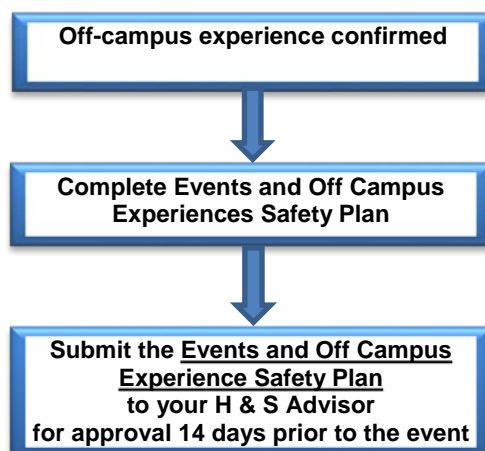 Off-campus experience confirmed
Complete Events and Off Campus
Experiences Safety Plan
Submit the Events and Off Campus
Experience Safety Plan
to your H & S Advisor
for approval 14 days prior to the event